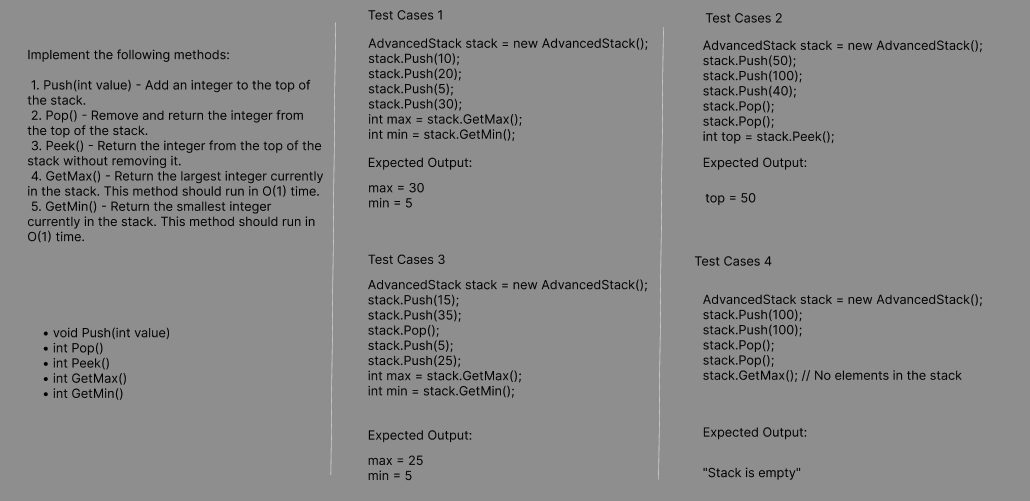 Implement the following methods:
1. Push(int value) - Add an integer to the top of
the stack.
2. Pop() - Remove and return the integer from
the top of the stack.
3. Peek() - Return the integer from the top of the
stack without removing it.
4. GetMax() - Return the largest integer currently
in the stack. This method should run in O(1) time.
5. GetMin() - Return the smallest integer
currently in the stack. This method should run in
O(1) time.
• void Push(int value)
• int Pop()
• int Peek()
• int GetMax()
• int GetMin()
Test Cases 1
AdvancedStack stack = new AdvancedStack();
stack.Push(10);
stack.Push(20);
stack.Push(5);
stack.Push(30);
int max = stack.GetMax();
int min = stack.GetMin();
Expected Output:
max = 30
min = 5
Test Cases 2
AdvancedStack stack = new AdvancedStack();
stack.Push(50);
stack.Push(100);
stack.Push(40);
stack.Pop();
stack.Pop();
int top = stack.Peek();
Expected Output:
top = 50
Test Cases 3
AdvancedStack stack = new AdvancedStack();
stack.Push(15);
stack.Push(35);
stack.Pop();
stack.Push(5);
stack.Push(25);
int max = stack.GetMax();
int min = stack.GetMin();
Expected Output:
max = 25
min = 5
Test Cases 4
AdvancedStack stack = new AdvancedStack();
stack.Push(100);
stack.Push(100);
stack.Pop();
stack.Pop();
stack.GetMax(); // No elements in the stack
Expected Output:
"Stack is empty"